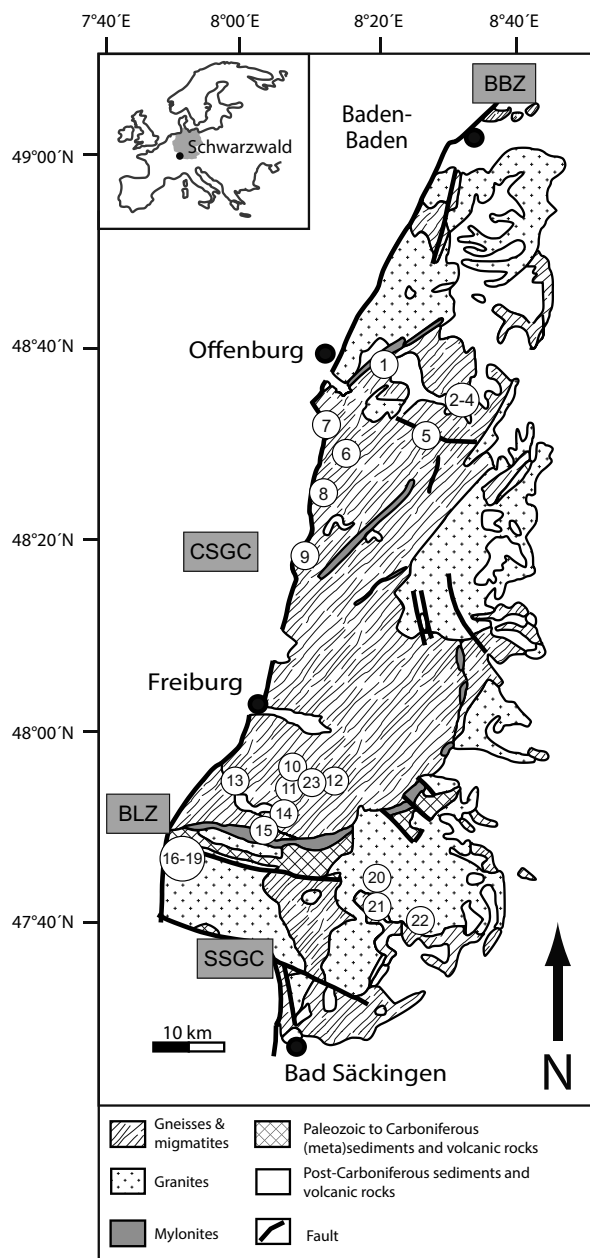 7°40´E 8°00´E 8°20´E 8°40´E
BBZ
Baden-
Baden
Schwarzwald
49°00´N
48°40´N
Offenburg
1
2-4
7
5
6
8
48°20´N
CSGC
9
Freiburg
48°00´N
10
13
23
12
11
14
BLZ
15
16-19
20
21
47°40´N
22
SSGC
10 km
Bad Säckingen
N
Gneisses &
migmatites
Paleozoic to Carboniferous
(meta)sediments and volcanic rocks
Granites
Post-Carboniferous sediments and
volcanic rocks
Mylonites
Fault